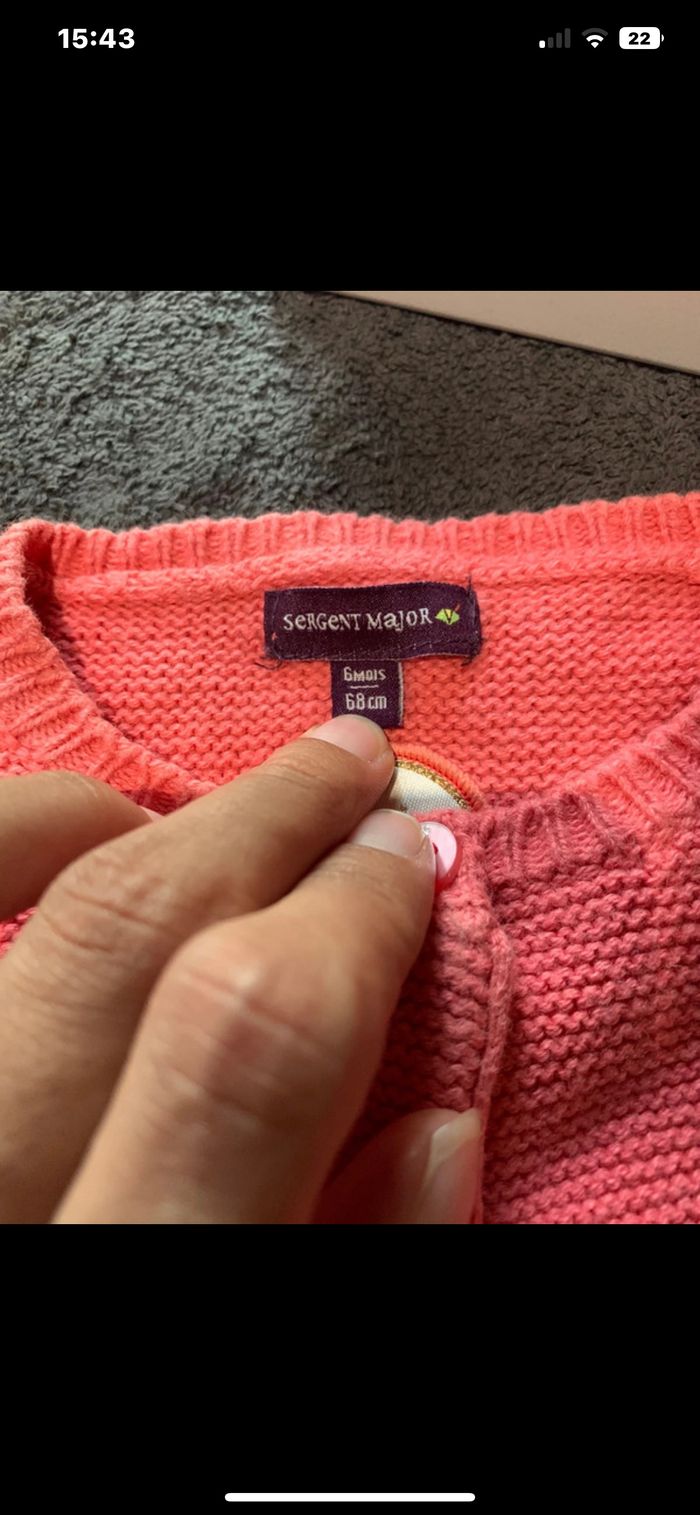 15:43
22
SERGENT MAJOR
6MOIS
68cm